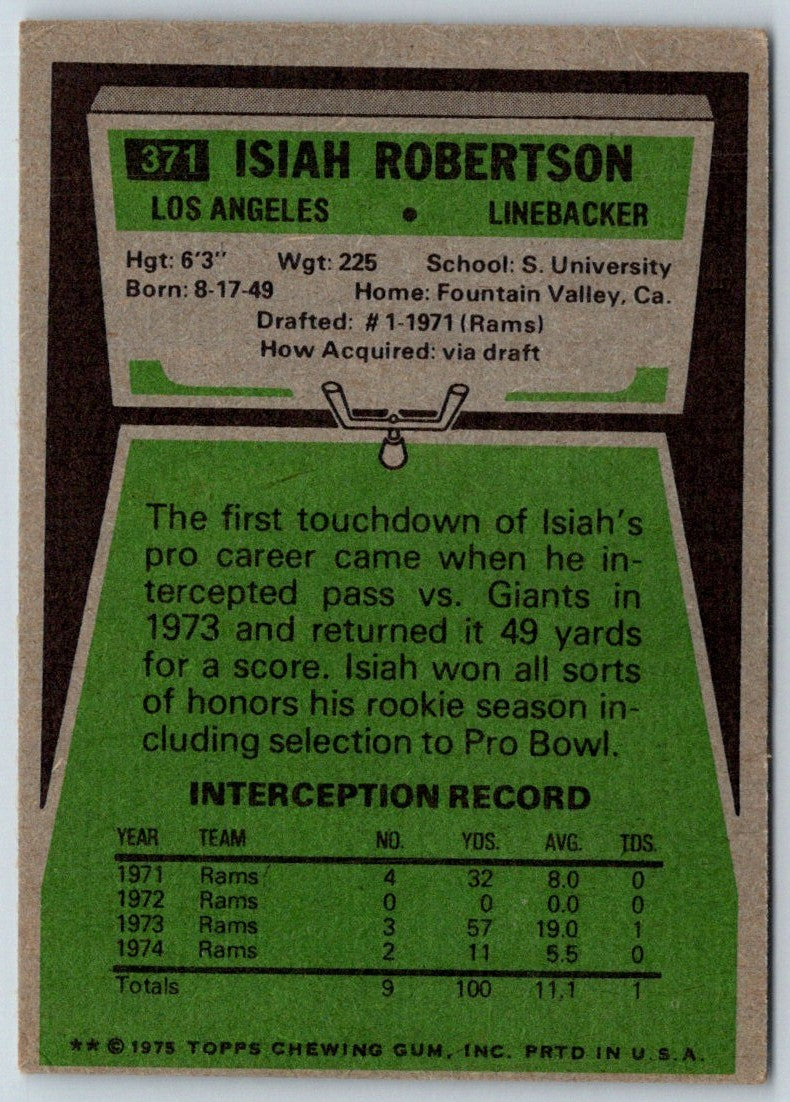 371 ISIAH ROBERTSON
LOS ANGELES • LINEBACKER
Hgt: 6'3" Wgt: 225 School: S. University
Born: 8-17-49 Home: Fountain Valley, Ca.
Drafted: #1-1971 (Rams)
How Acquired: via draft
The first touchdown of Isiah's
pro career came when he in-
tercepted pass vs. Giants in
1973 and returned it 49 yards
for a score. Isiah won all sorts
of honors his rookie season in-
cluding selection to Pro Bowl.
INTERCEPTION RECORD
YEAR TEAM NO. YDS. AVG. TDS.
1971 Rams 4 32 8.0 0
1972 Rams 0 0 0.0 0
1973 Rams 3 57 19.0 1
1974 Rams 2 11 5.5 0
Totals 9 100 11.1 1
** © 1975 TOPPS CHEWING GUM, INC. PRTD IN U.S.A.